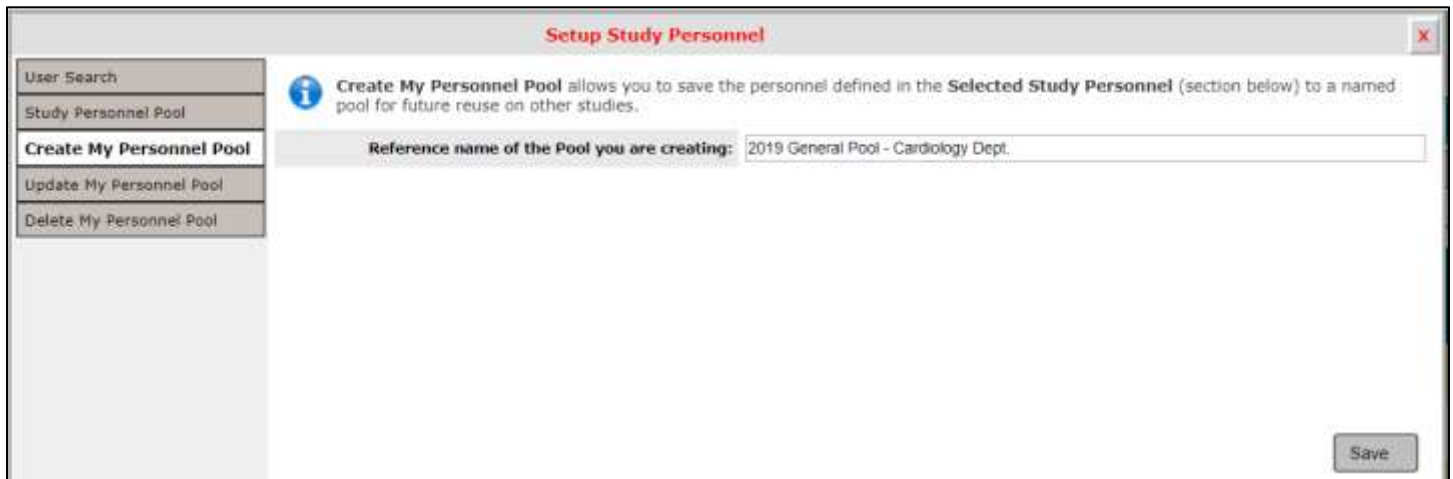 Setup Study Personnel
X
User Search
Study Personnel Pool
Create My Personnel Pool
Update My Personnel Pool
Delete My Personnel Pool
Create My Personnel Pool allows you to save the personnel defined in the Selected Study Personnel (section below) to a named
pool for future reuse on other studies.
Reference name of the Pool you are creating: 2019 General Pool - Cardiology Dept.
Save